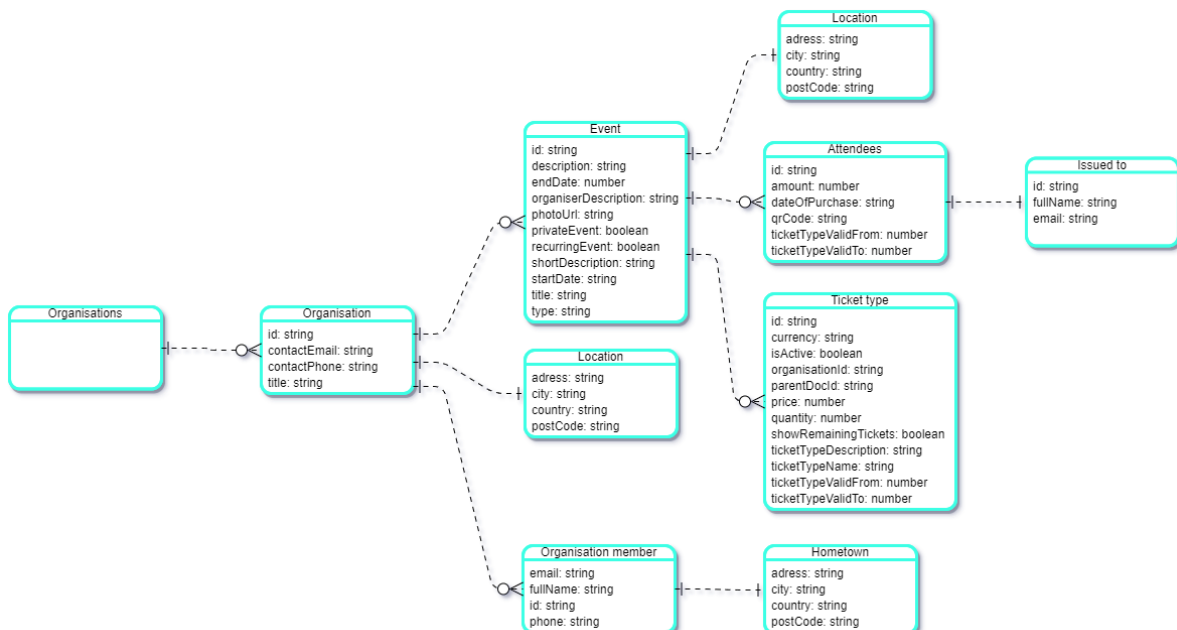 Location
adress: string
city: string
country: string
postCode: string
Event
id: string
description: string
endDate: number
organiserDescription: string
photoUrl: string
privateEvent: boolean
recurringEvent: boolean
shortDescription: string
startDate: string
title: string
type: string
Attendees
id: string
amount: number
dateOfPurchase: string
qrCode: string
ticketTypeValidFrom: number
ticketTypeValidTo: number
Issued to
id: string
fullName: string
email: string
Organisations
Organisation
id: string
contactEmail: string
contactPhone: string
title: string
Location
adress: string
city: string
country: string
postCode: string
Ticket type
id: string
currency: string
isActive: boolean
organisationId: string
parentDocId: string
price: number
quantity: number
showRemainingTickets: boolean
ticketTypeDescription: string
ticketTypeName: string
ticketTypeValidFrom: number
ticketTypeValidTo: number
Organisation member
email: string
fullName: string
id: string
phone: string
Hometown
adress: string
city: string
country: string
postCode: string